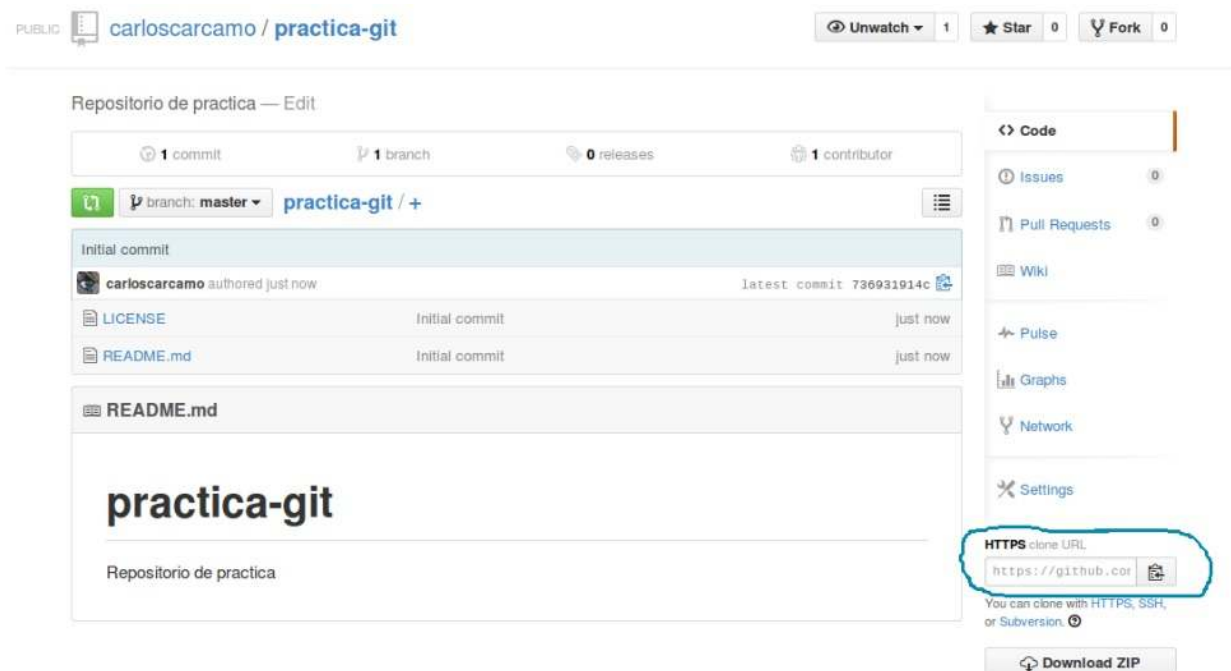 PUBLIC carloscarcamo / practica-git Unwatch 1 Star 0 Fork 0
Repositorio de practica — Edit
1 commit 1 branch 0 releases 1 contributor
branch: master practica-git / +
Initial commit
carloscarcamo authored just now latest commit 736931914c
LICENSE Initial commit just now
README.md Initial commit just now
README.md
practica-git
Repositorio de practica
<> Code
Issues 0
Pull Requests 0
Wiki
Pulse
Graphs
Network
Settings
HTTPS clone URL
https://github.cor
You can clone with HTTPS, SSH,
or Subversion.
Download ZIP